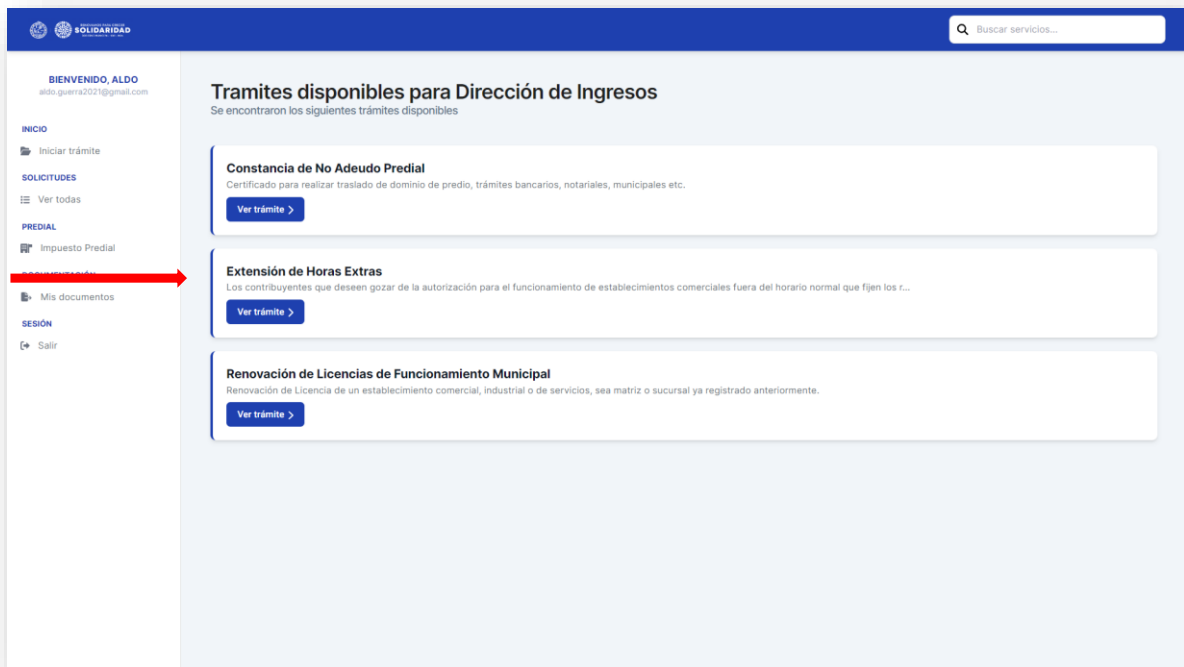 SOLIDARIDAD
Buscar servicios...
BIENVENIDO, ALDO
aldo.guerra2021@gmail.com
INICIO
Iniciar trámite
SOLICITUDES
Ver todas
PREDIAL
Impuesto Predial
DOCUMENTACIÓN
Mis documentos
SESIÓN
Salir
Tramites disponibles para Dirección de Ingresos
Se encontraron los siguientes trámites disponibles
Constancia de No Adeudo Predial
Certificado para realizar traslado de dominio de predio, trámites bancarios, notariales, municipales etc.
Ver trámite
Extensión de Horas Extras
Los contribuyentes que deseen gozar de la autorización para el funcionamiento de establecimientos comerciales fuera del horario normal que fijen los r...
Ver trámite
Renovación de Licencias de Funcionamiento Municipal
Renovación de Licencia de un establecimiento comercial, industrial o de servicios, sea matriz o sucursal ya registrado anteriormente.
Ver trámite